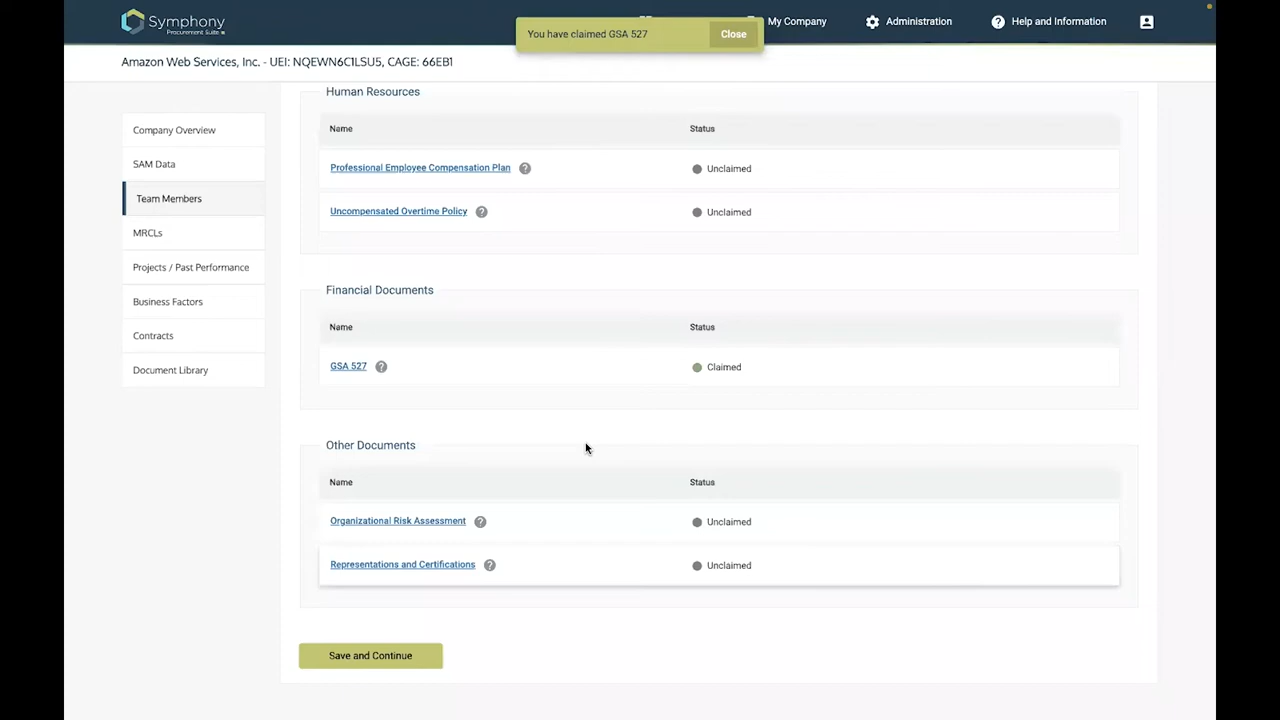 Symphony
Procurement Suite
You have claimed GSA 527
Close
My Company
Administration
Help and Information
Amazon Web Services, Inc. - UEI: NQEWN6C1LSU5, CAGE: 66EB1
Company Overview
SAM Data
Team Members
MRCLs
Projects / Past Performance
Business Factors
Contracts
Document Library
Human Resources
Name Status
Professional Employee Compensation Plan ? Unclaimed
Uncompensated Overtime Policy ? Unclaimed
Financial Documents
Name Status
GSA 527 ? Claimed
Other Documents
Name Status
Organizational Risk Assessment ? Unclaimed
Representations and Certifications ? Unclaimed
Save and Continue